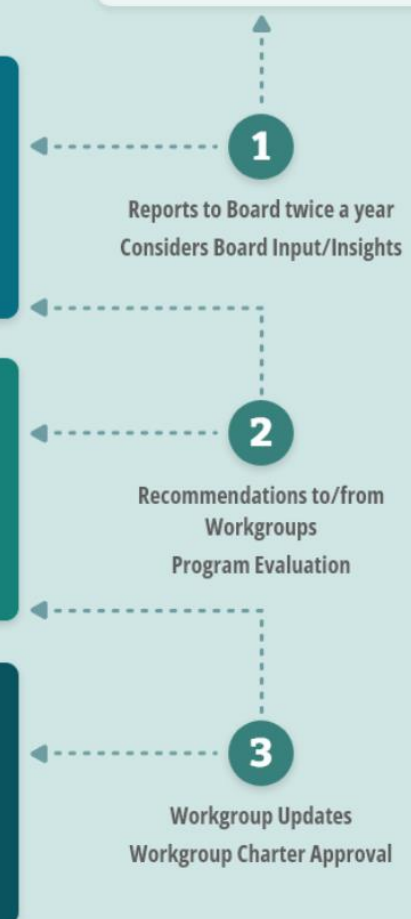 1
Reports to Board twice a year
Considers Board Input/Insights
2
Recommendations to/from
Workgroups
Program Evaluation
3
Workgroup Updates
Workgroup Charter Approval